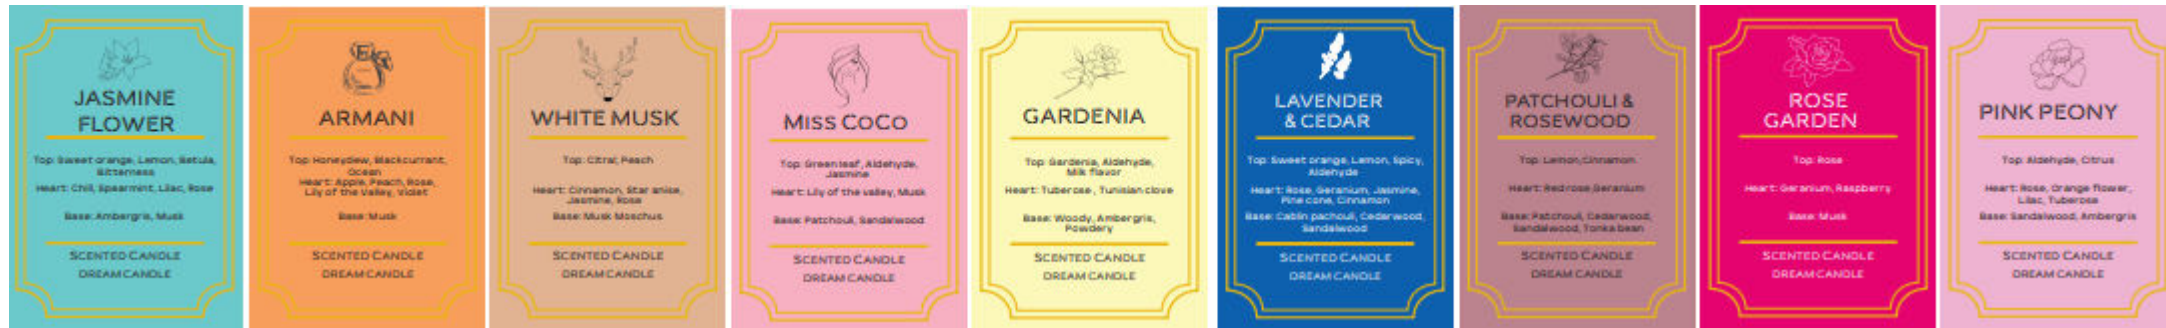 JASMINE
FLOWER
Top: Sweet orange, Lemon, Betula,
Bitterness
Heart: Chili, Spearmint, Lilac, Rose
Base: Ambergris, Musk
SCENTED CANDLE
DREAM CANDLE
ARMANI
Top: Honeydew, Blackcurrant,
Ocean
Heart: Apple, Peach, Rose,
Lily of the Valley, Violet
Base: Musk
SCENTED CANDLE
DREAM CANDLE
WHITE MUSK
Top: Citral, Peach
Heart: Cinnamon, Star anise,
Jasmine, Rose
Base: Musk Moschus
SCENTED CANDLE
DREAM CANDLE
MISS COCO
Top: Green leaf, Aldehyde,
Jasmine
Heart: Lily of the valley, Musk
Base: Patchouli, Sandalwood
SCENTED CANDLE
DREAM CANDLE
GARDENIA
Top: Gardenia, Aldehyde,
Milk flavor
Heart: Tuberose , Tunisian clove
Base: Woody, Ambergris,
Powdery
SCENTED CANDLE
DREAM CANDLE
LAVENDER
& CEDAR
Top: Sweet orange, Lemon, Spicy,
Aldehyde
Heart: Rose, Geranium, Jasmine,
Pine cone, Cinnamon
Base: Cablin pachouli, Cedarwood,
Sandalwood
SCENTED CANDLE
DREAM CANDLE
PATCHOULI &
ROSEWOOD
Top: Lemon,Cinnamon
Heart: Red rose,Geranium
Base: Patchouli, Cedarwood,
Sandalwood, Tonka bean
SCENTED CANDLE
DREAM CANDLE
ROSE
GARDEN
Top: Rose
Heart: Geranium, Raspberry
Base: Musk
SCENTED CANDLE
DREAM CANDLE
PINK PEONY
Top: Aldehyde, Citrus
Heart: Rose, Orange flower,
Lilac, Tuberose
Base: Sandalwood, Ambergris
SCENTED CANDLE
DREAM CANDLE